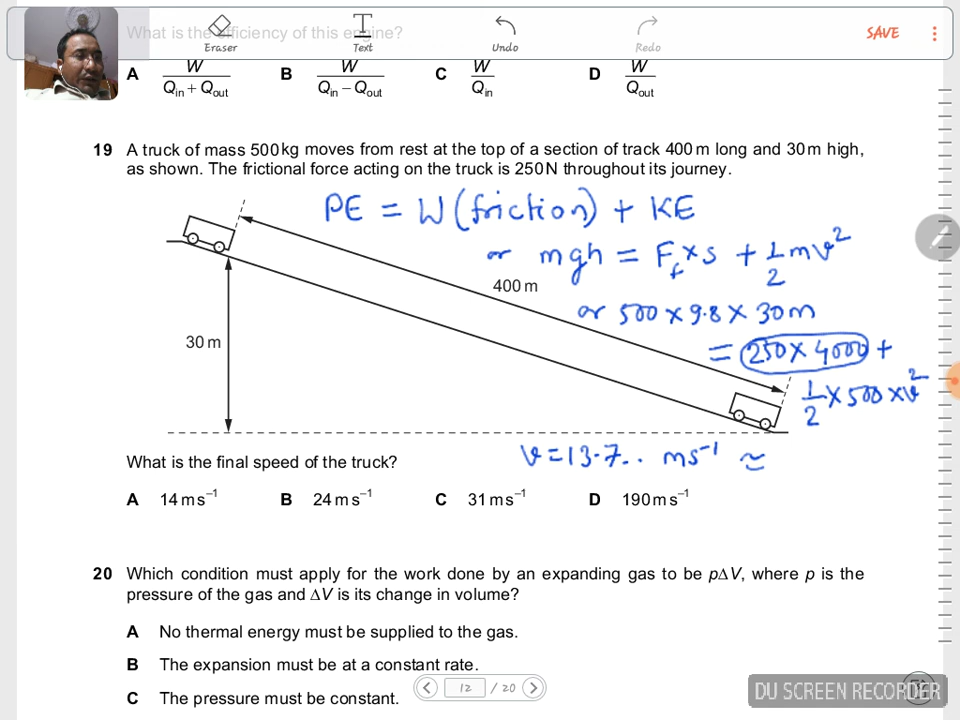 What is the efficiency of this engine?
SAVE
Eraser
Text
Undo
Redo
A W / Qin + Qout B W / Qin − Qout C W / Qin D W / Qout
19 A truck of mass 500 kg moves from rest at the top of a section of track 400 m long and 30 m high,
as shown. The frictional force acting on the truck is 250 N throughout its journey.
PE = W (friction) + KE
or mgh = Ff × s + 1/2 mv²
400 m
or 500 × 9.8 × 30m
30 m
= 250 × 4000 +
1/2 × 500 × v²
What is the final speed of the truck?
v = 13.7.. ms⁻¹ ≈
A 14 m s⁻¹ B 24 m s⁻¹ C 31 m s⁻¹ D 190 m s⁻¹
20 Which condition must apply for the work done by an expanding gas to be pΔV, where p is the
pressure of the gas and ΔV is its change in volume?
A No thermal energy must be supplied to the gas.
B The expansion must be at a constant rate.
C The pressure must be constant.
12 / 20
DU SCREEN RECORDER